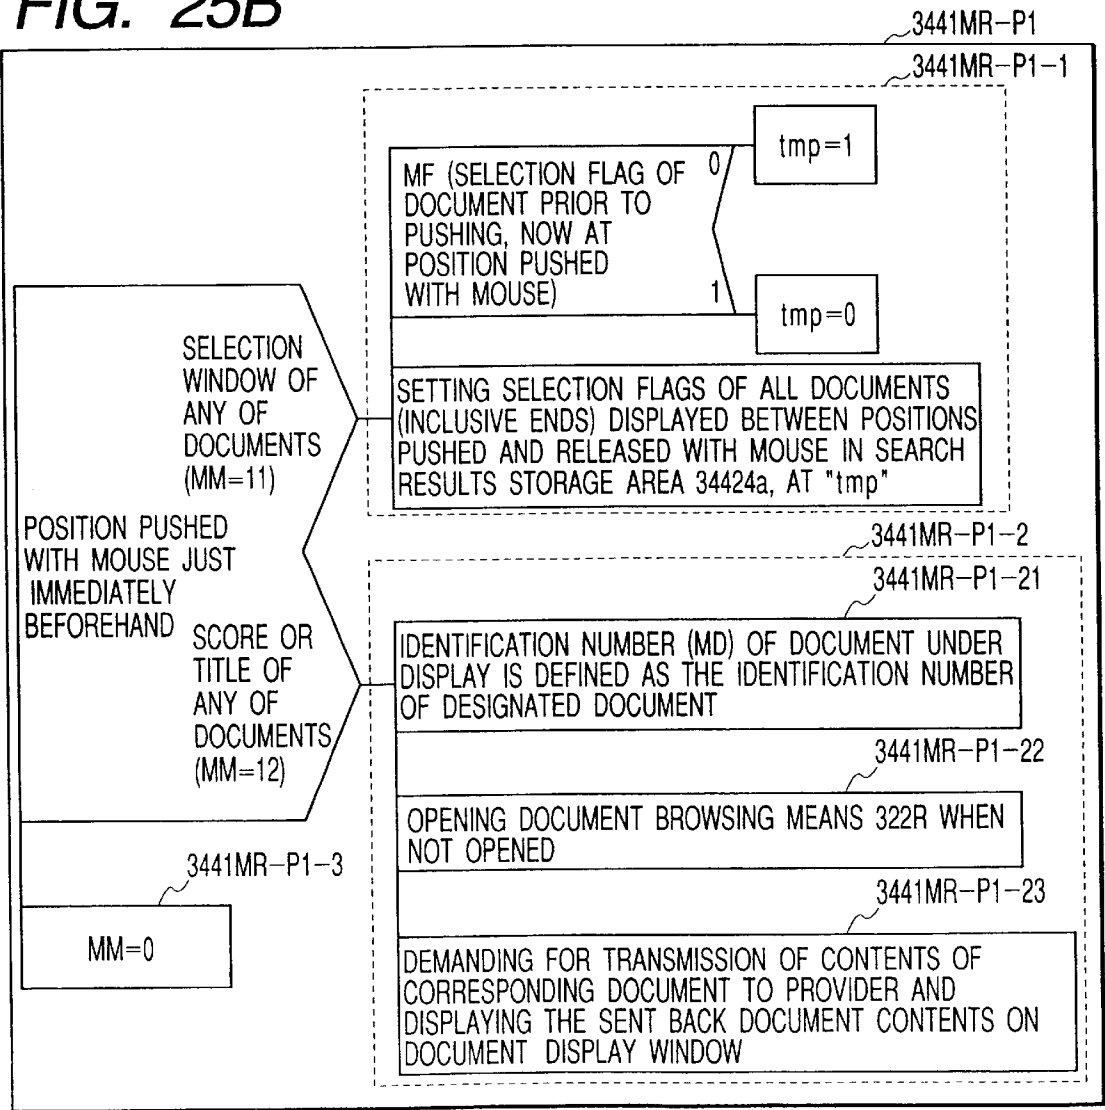 FIG. 25B
3441MR-P1
3441MR-P1-1
MF (SELECTION FLAG OF
DOCUMENT PRIOR TO
PUSHING, NOW AT
POSITION PUSHED
WITH MOUSE)
0
1
tmp=1
tmp=0
SETTING SELECTION FLAGS OF ALL DOCUMENTS
(INCLUSIVE ENDS) DISPLAYED BETWEEN POSITIONS
PUSHED AND RELEASED WITH MOUSE IN SEARCH
RESULTS STORAGE AREA 34424a, AT "tmp"
SELECTION
WINDOW OF
ANY OF
DOCUMENTS
(MM=11)
POSITION PUSHED
WITH MOUSE JUST
IMMEDIATELY
BEFOREHAND
SCORE OR
TITLE OF
ANY OF
DOCUMENTS
(MM=12)
3441MR-P1-2
3441MR-P1-21
IDENTIFICATION NUMBER (MD) OF DOCUMENT UNDER
DISPLAY IS DEFINED AS THE IDENTIFICATION NUMBER
OF DESIGNATED DOCUMENT
3441MR-P1-22
OPENING DOCUMENT BROWSING MEANS 322R WHEN
NOT OPENED
3441MR-P1-23
DEMANDING FOR TRANSMISSION OF CONTENTS OF
CORRESPONDING DOCUMENT TO PROVIDER AND
DISPLAYING THE SENT BACK DOCUMENT CONTENTS ON
DOCUMENT DISPLAY WINDOW
3441MR-P1-3
MM=0